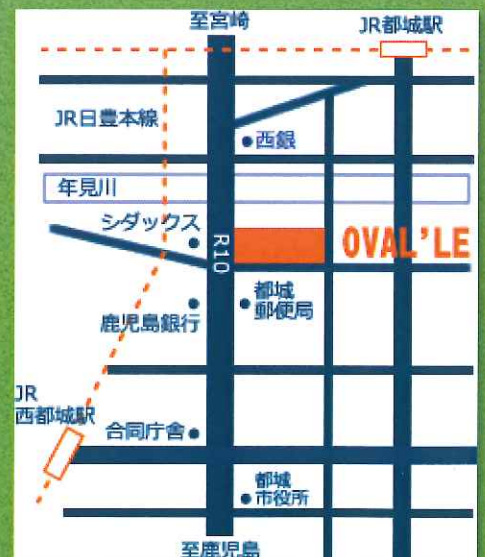 至宮崎
JR都城駅
JR日豊本線
西銀
年見川
シダックス
R10
OVAL'LE
都城
郵便局
鹿児島銀行
JR
西都城駅
合同庁舎
都城
市役所
至鹿児島